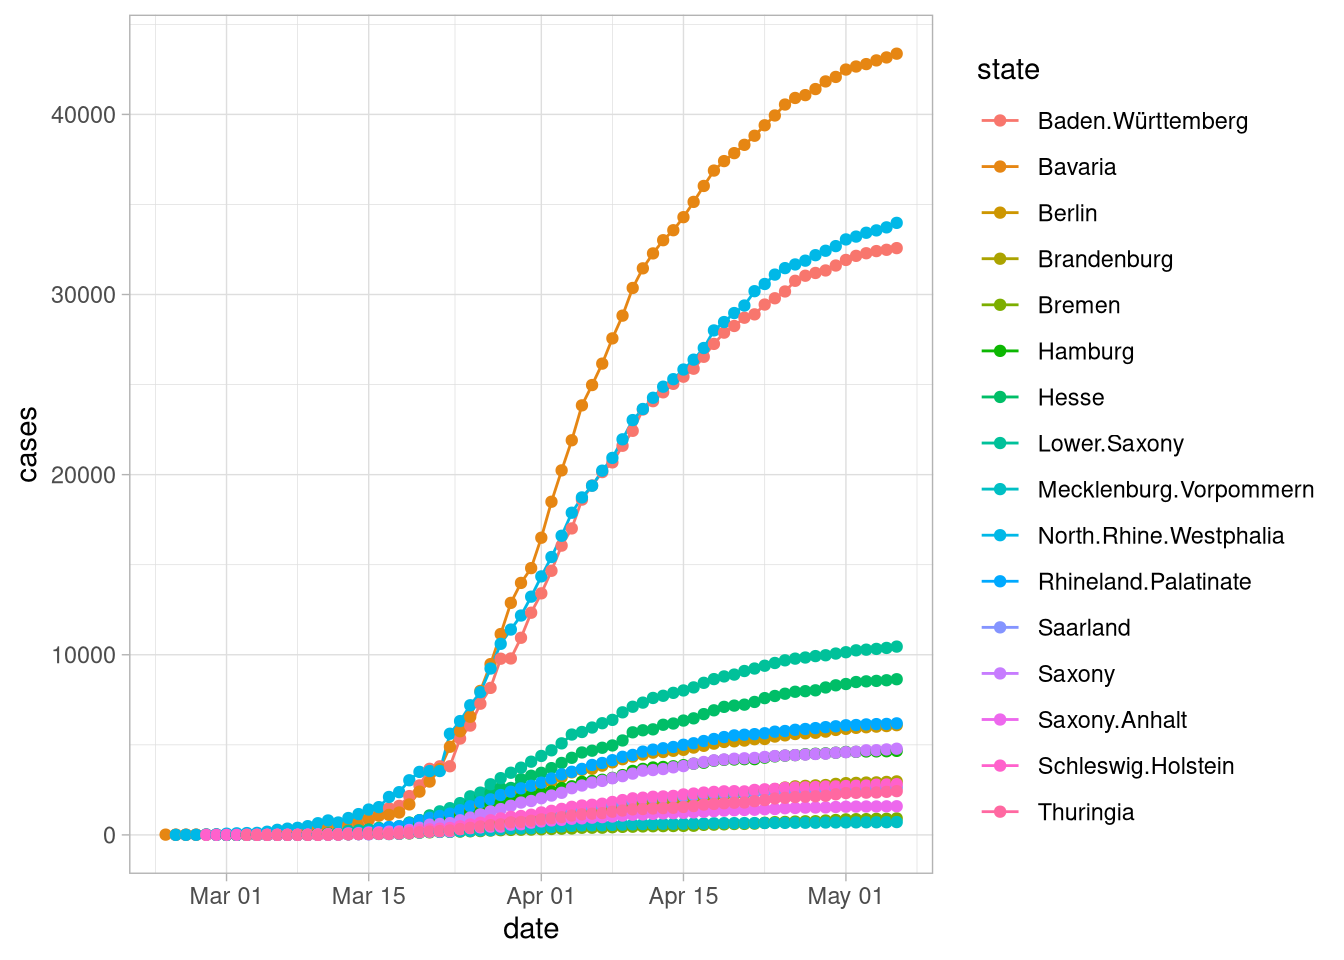 state
Baden.Württemberg
Bavaria
Berlin
Brandenburg
Bremen
Hamburg
Hesse
Lower.Saxony
Mecklenburg.Vorpommern
North.Rhine.Westphalia
Rhineland.Palatinate
Saarland
Saxony
Saxony.Anhalt
Schleswig.Holstein
Thuringia
cases
40000
30000
20000
10000
0
Mar 01 Mar 15 Apr 01 Apr 15 May 01
date